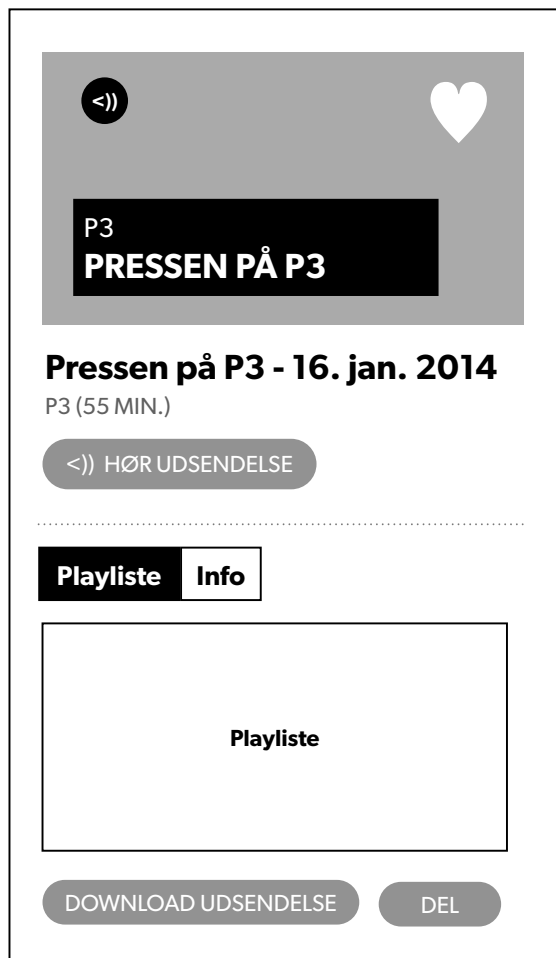 <))
P3
PRESSEN PÅ P3
Pressen på P3 - 16. jan. 2014
P3 (55 MIN.)
<)) HØR UDSENDELSE
Playliste Info
Playliste
DOWNLOAD UDSENDELSE DEL